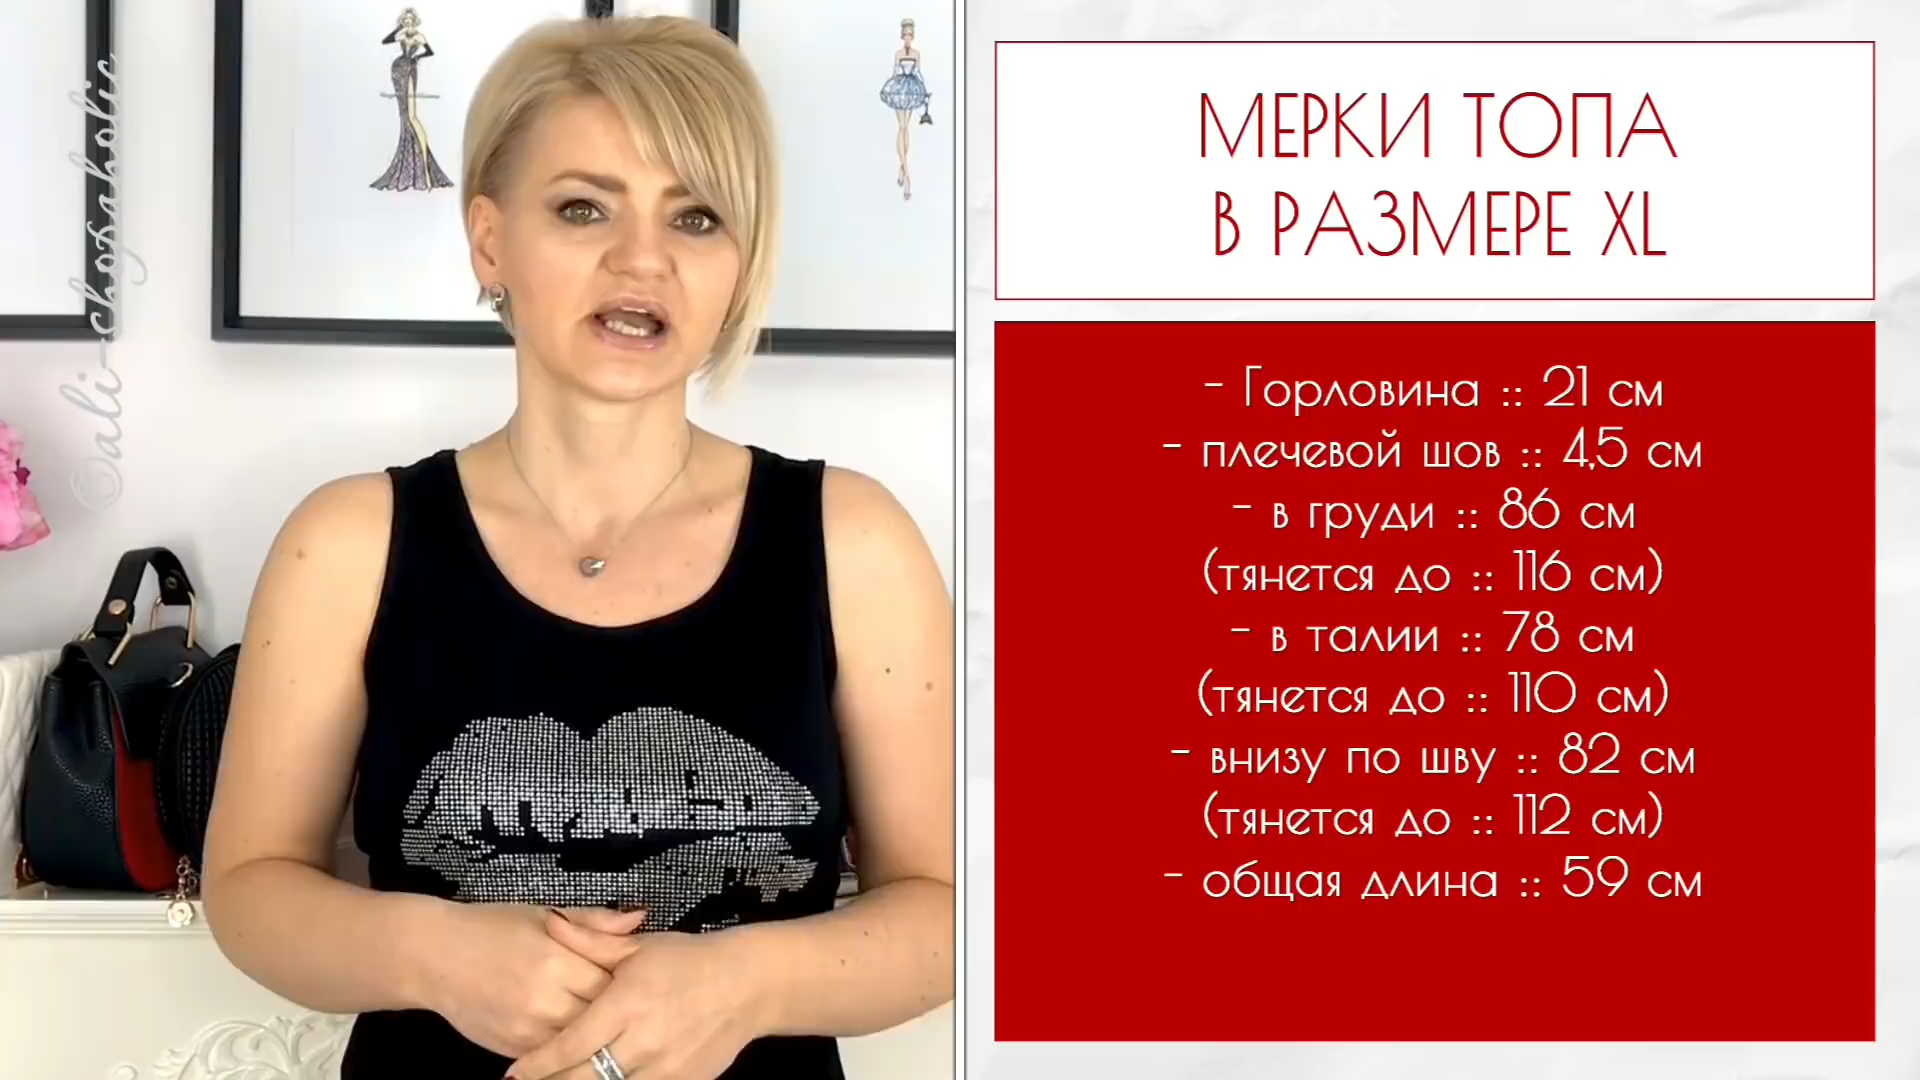 ©ali-chopaholic
МЕРКИ ТОПА
В РАЗМЕРЕ XL
- Горловина :: 21 см
- плечевой шов :: 4,5 см
- в груди :: 86 см
(тянется до :: 116 см)
- в талии :: 78 см
(тянется до :: 110 см)
- внизу по шву :: 82 см
(тянется до :: 112 см)
- общая длина :: 59 см